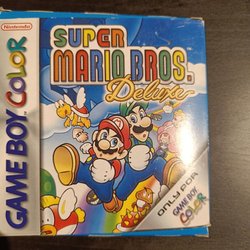 Nintendo
GAME BOY COLOR
SUPER
MARIO BROS.
Deluxe
ONLY FOR
GAME BOY
COLOR